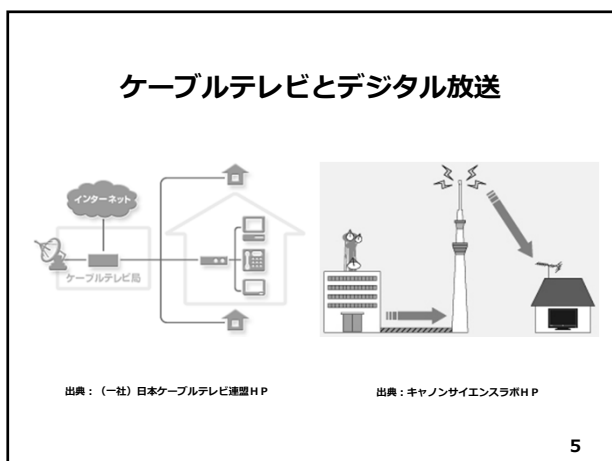 ケーブルテレビとデジタル放送
インターネット
ケーブルテレビ局
出典：（一社）日本ケーブルテレビ連盟ＨＰ
出典：キャノンサイエンスラボＨＰ
5